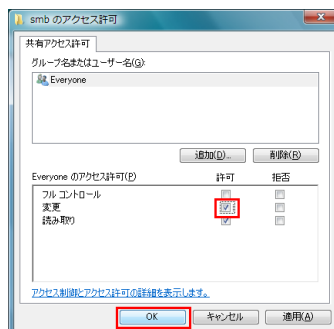 smb のアクセス許可
共有アクセス許可
グループ名またはユーザー名(G):
Everyone
追加(D)... 削除(R)
Everyone のアクセス許可(P) 許可 拒否
フル コントロール
変更
読み取り
アクセス制御とアクセス許可の詳細を表示します。
OK キャンセル 適用(A)